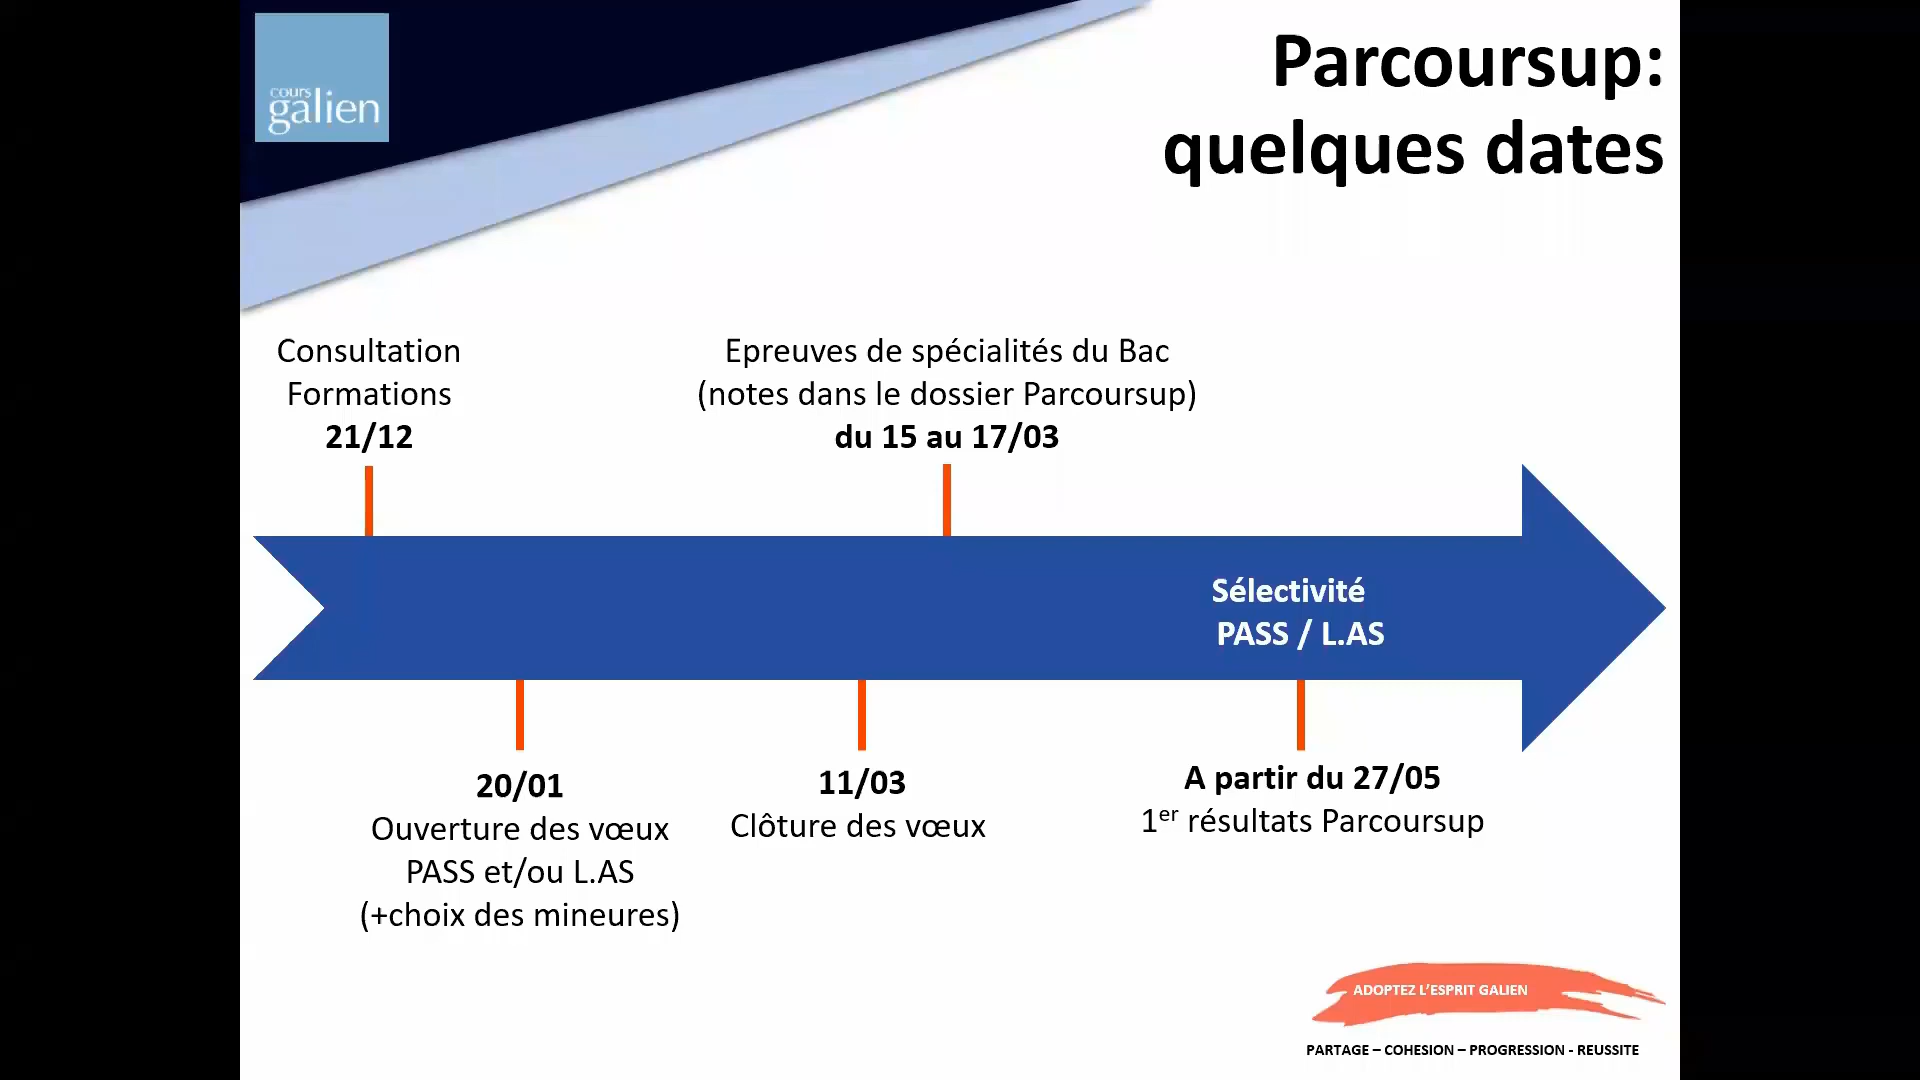 cours
galien
Parcoursup:
quelques dates
Consultation
Formations
21/12
Epreuves de spécialités du Bac
(notes dans le dossier Parcoursup)
du 15 au 17/03
Sélectivité
PASS / L.AS
20/01
Ouverture des vœux
PASS et/ou L.AS
(+choix des mineures)
11/03
Clôture des vœux
A partir du 27/05
1er résultats Parcoursup
ADOPTEZ L’ESPRIT GALIEN
PARTAGE – COHESION – PROGRESSION - REUSSITE